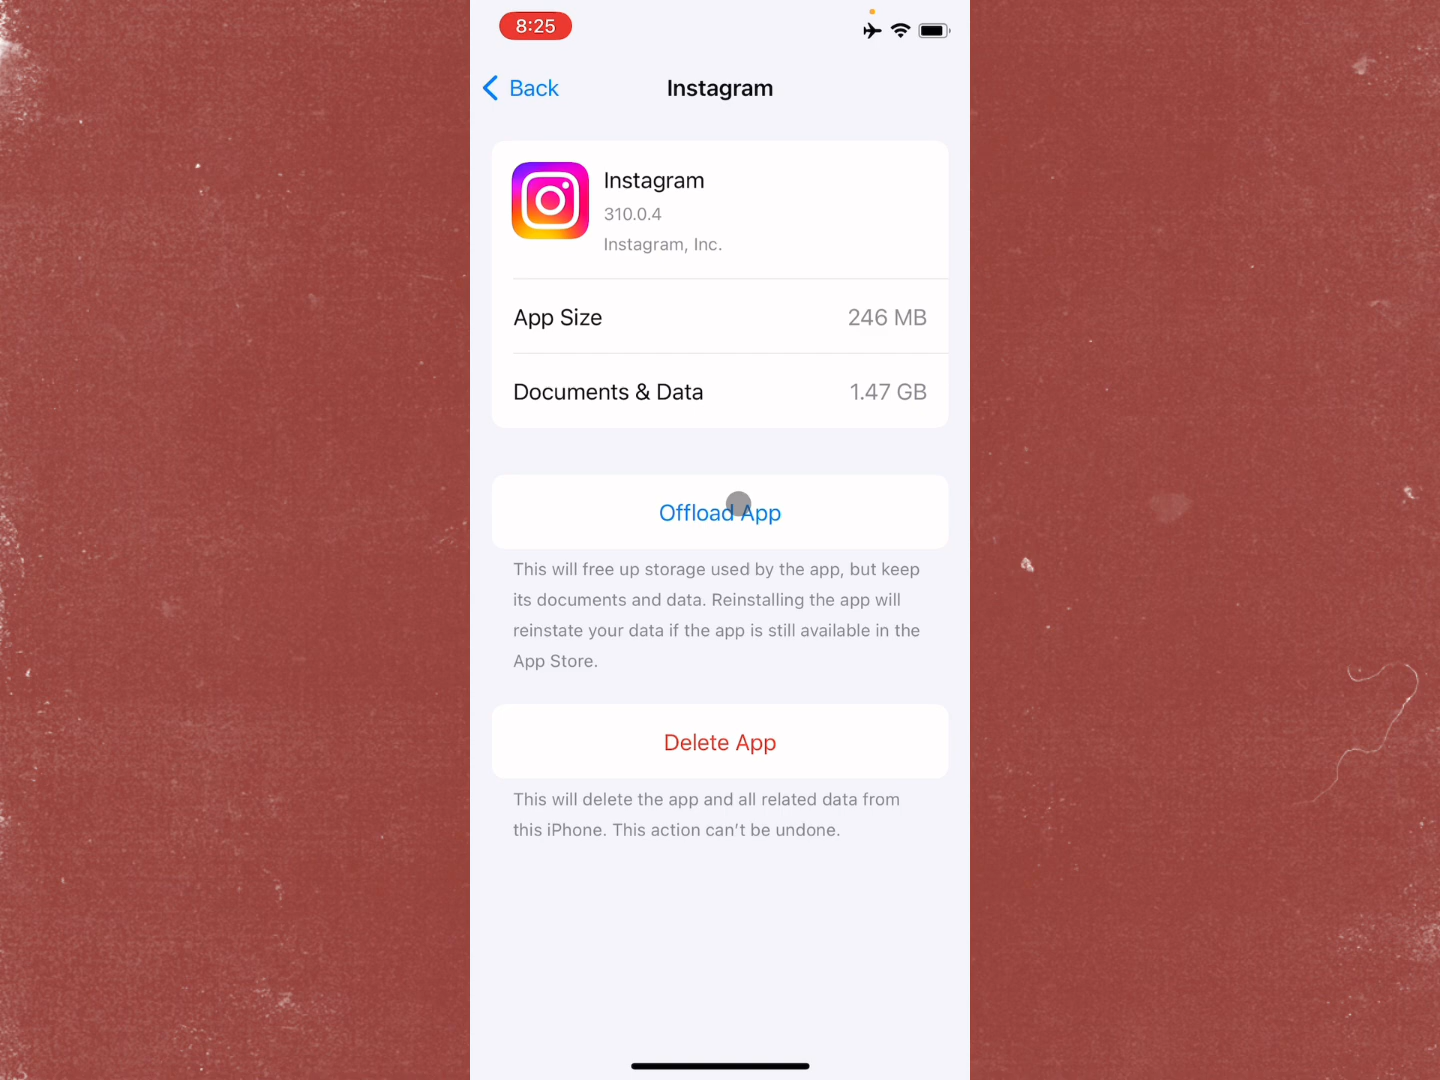 8:25
Back
Instagram
Instagram
310.0.4
Instagram, Inc.
App Size 246 MB
Documents & Data 1.47 GB
Offload App
This will free up storage used by the app, but keep
its documents and data. Reinstalling the app will
reinstate your data if the app is still available in the
App Store.
Delete App
This will delete the app and all related data from
this iPhone. This action can’t be undone.